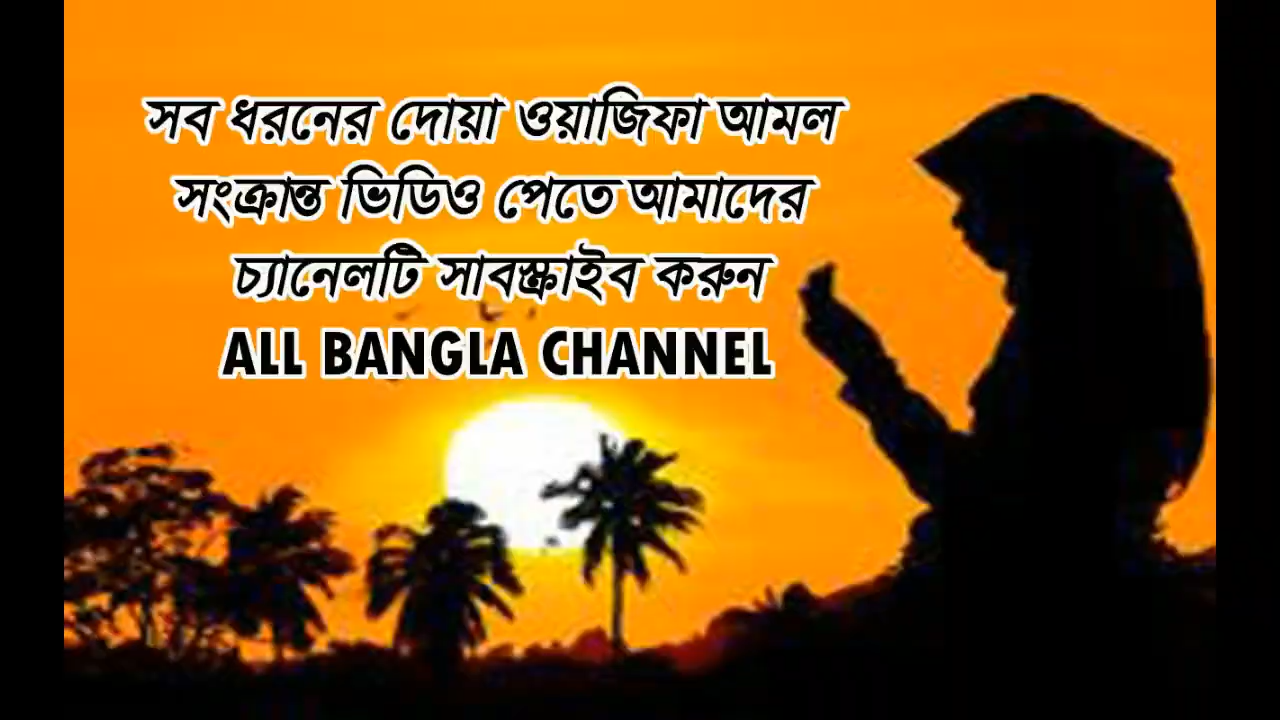 সব ধরনের দোয়া ওয়াজিফা আমল
সংক্রান্ত ভিডিও পেতে আমাদের
চ্যানেলটি সাবস্ক্রাইব করুন
ALL BANGLA CHANNEL